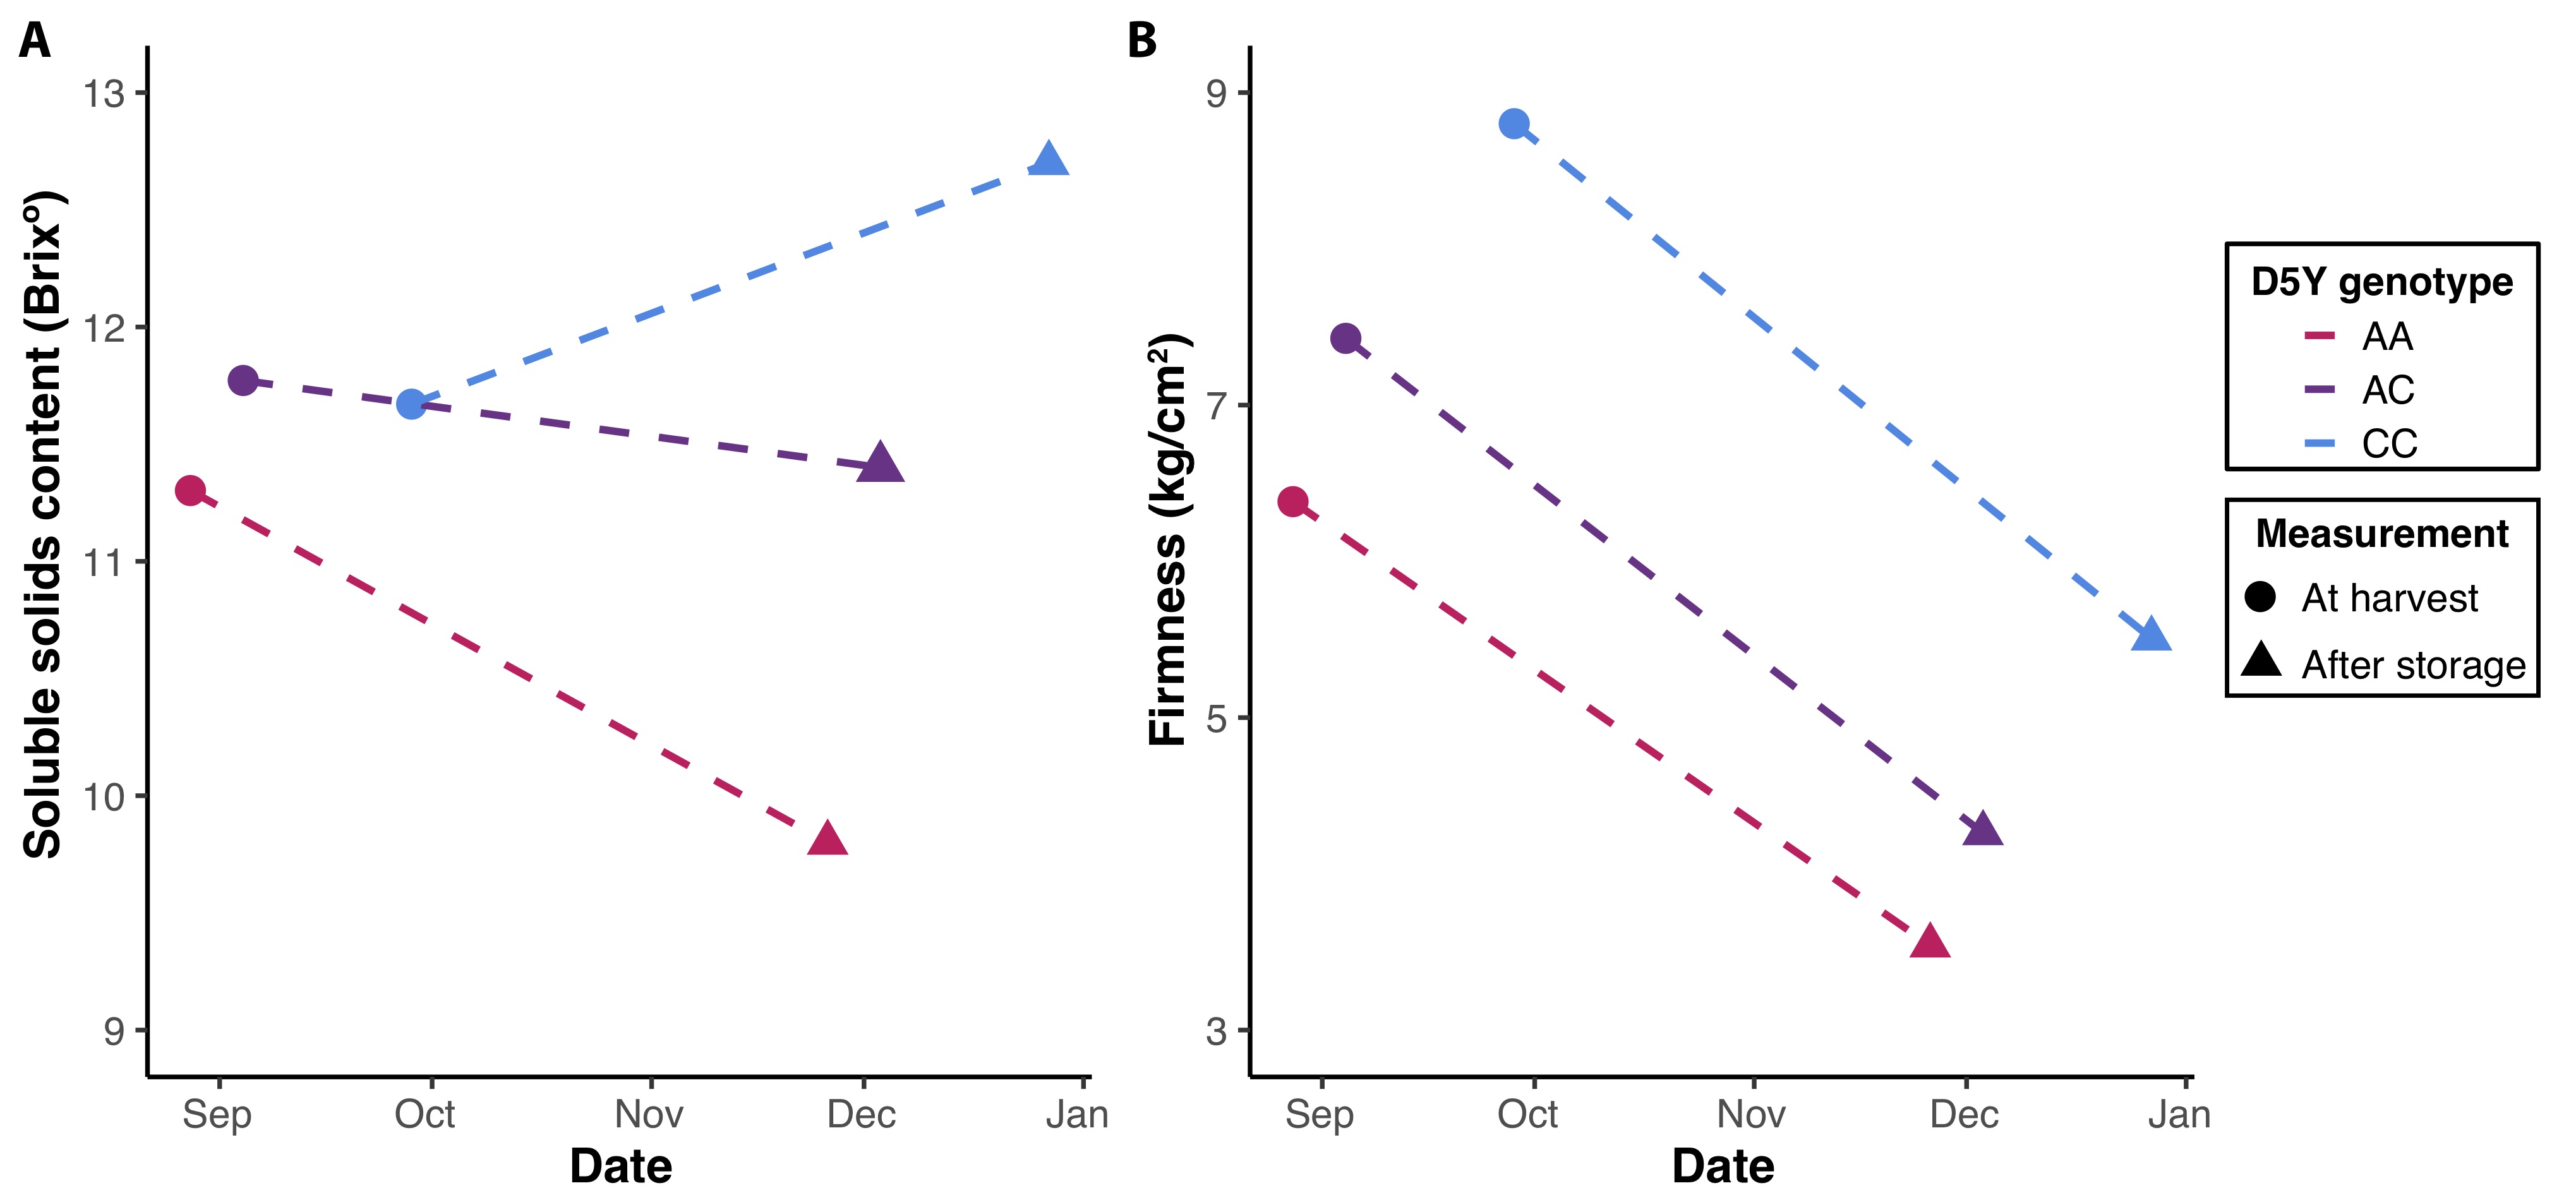 A
Soluble solids content (Brixº)
13
12
11
10
9
Sep
Oct
Nov
Dec
Jan
Date
B
Firmness (kg/cm²)
9
7
5
3
Sep
Oct
Nov
Dec
Jan
Date
D5Y genotype
AA
AC
CC
Measurement
At harvest
After storage